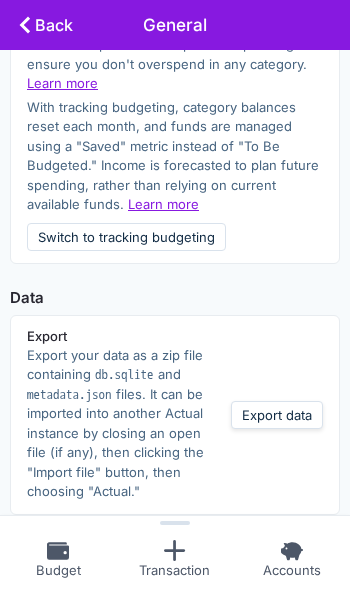 Back
General
ensure you don't overspend in any category.
Learn more
With tracking budgeting, category balances
reset each month, and funds are managed
using a "Saved" metric instead of "To Be
Budgeted." Income is forecasted to plan future
spending, rather than relying on current
available funds. Learn more
Switch to tracking budgeting
Data
Export
Export your data as a zip file
containing db.sqlite and
metadata.json files. It can be
imported into another Actual
instance by closing an open
file (if any), then clicking the
"Import file" button, then
choosing "Actual."
Export data
Budget
Transaction
Accounts